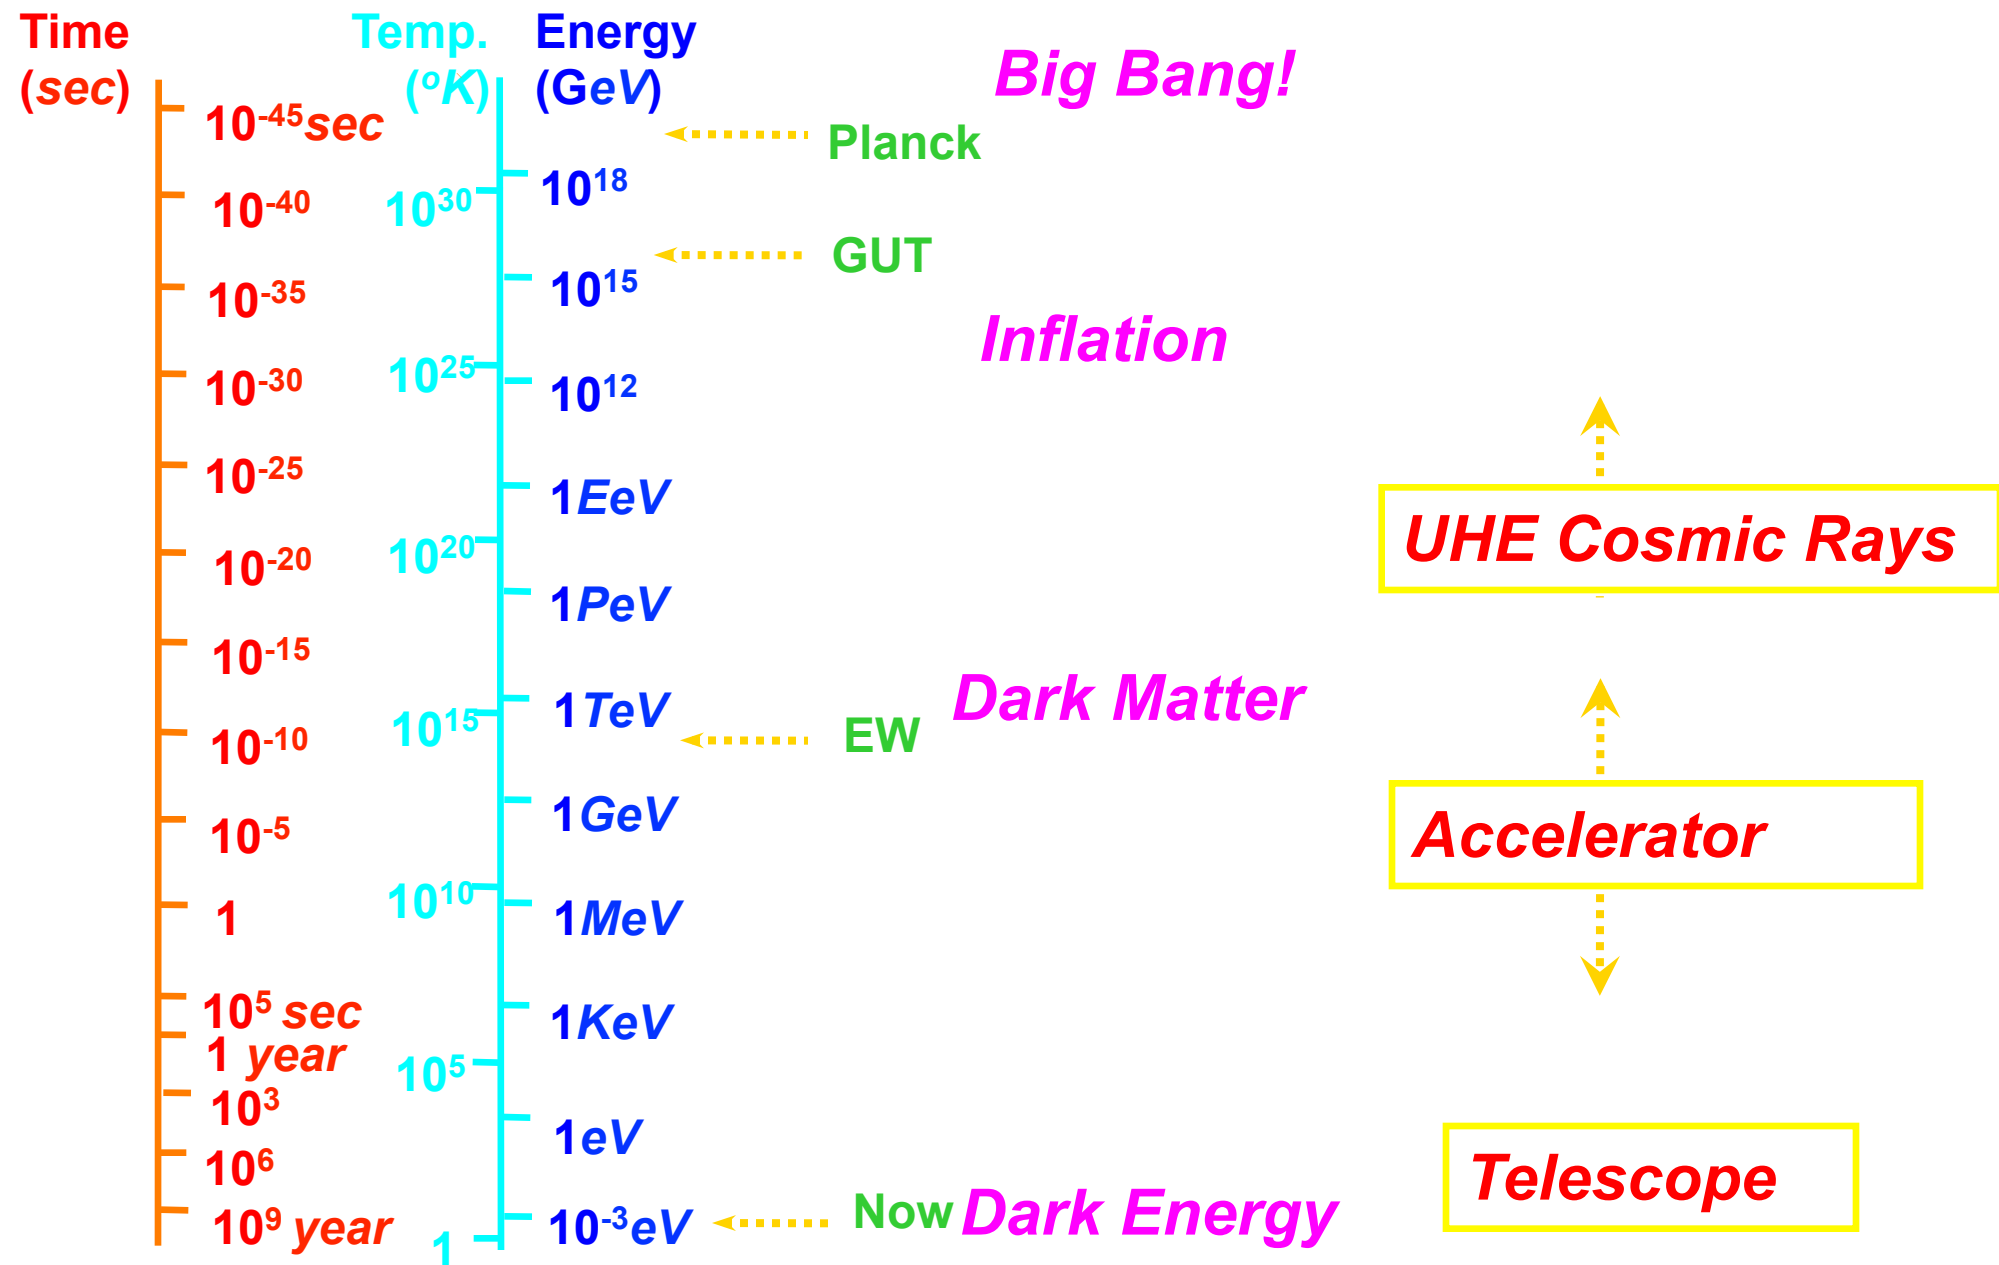 Time
(sec)
10⁻⁴⁵sec
10⁻⁴⁰
10⁻³⁵
10⁻³⁰
10⁻²⁵
10⁻²⁰
10⁻¹⁵
10⁻¹⁰
10⁻⁵
1
10⁵ sec
1 year
10³
10⁶
10⁹ year
Temp.
(ºK)
10³⁰
10²⁵
10²⁰
10¹⁵
10¹⁰
10⁵
1
Energy
(GeV)
10¹⁸
10¹⁵
10¹²
1EeV
1PeV
1TeV
1GeV
1MeV
1KeV
1eV
10⁻³eV
Planck
GUT
EW
Now
Big Bang!
Inflation
Dark Matter
Dark Energy
UHE Cosmic Rays
Accelerator
Telescope